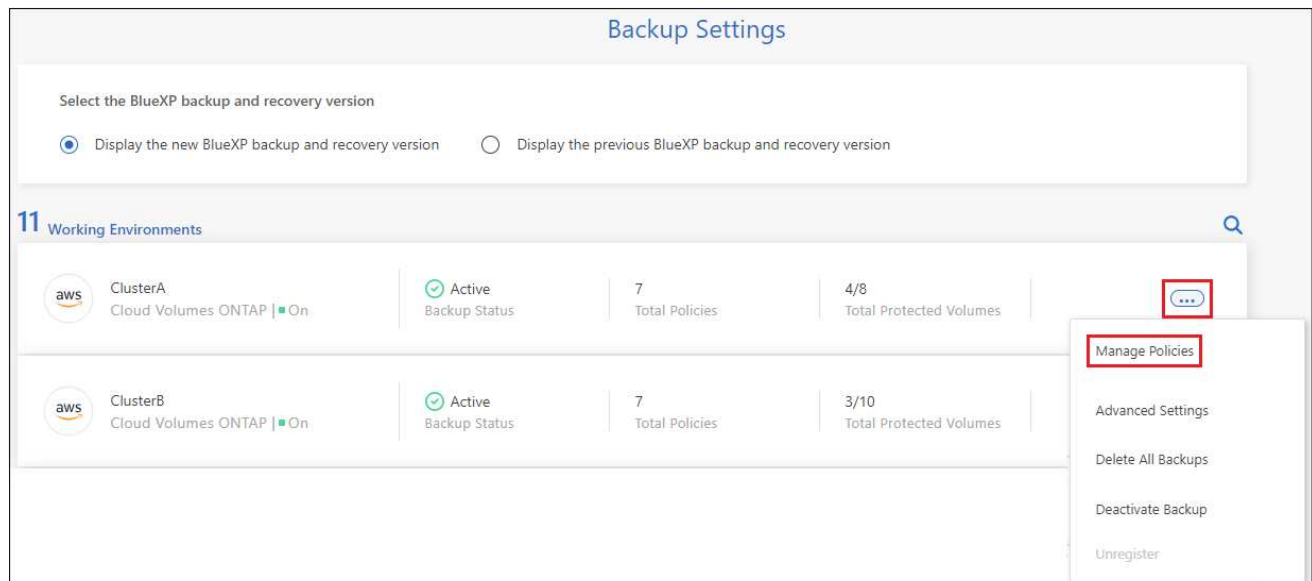 Backup Settings
Select the BlueXP backup and recovery version
Display the new BlueXP backup and recovery version Display the previous BlueXP backup and recovery version
11 Working Environments
aws ClusterA Active 7 4/8 ...
Cloud Volumes ONTAP | On Backup Status Total Policies Total Protected Volumes
Manage Policies
aws ClusterB Active 7 3/10
Cloud Volumes ONTAP | On Backup Status Total Policies Total Protected Volumes
Advanced Settings
Delete All Backups
Deactivate Backup
Unregister